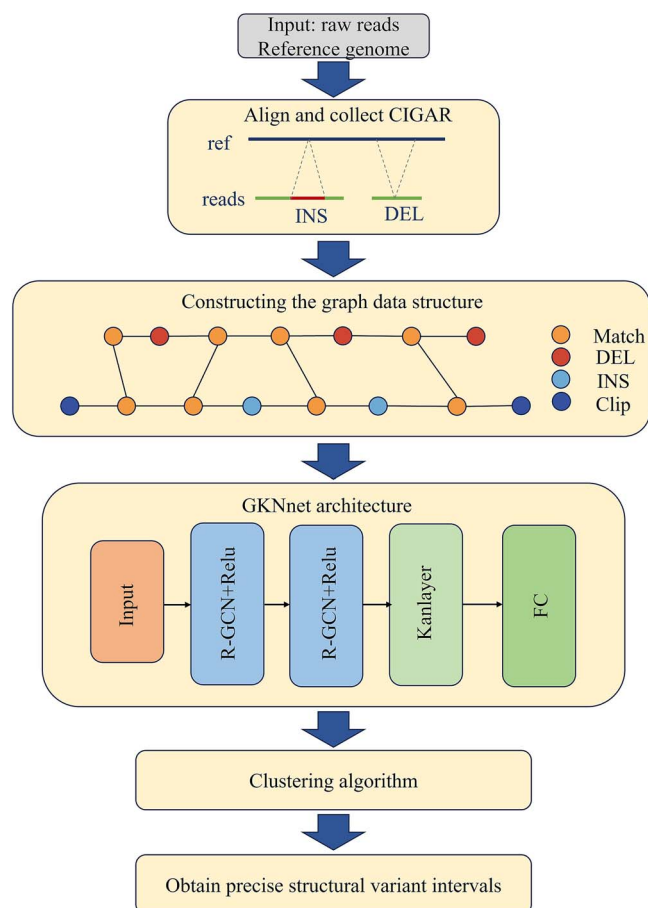 Input: raw reads
Reference genome
Align and collect CIGAR
ref
reads
INS
DEL
Constructing the graph data structure
Match
DEL
INS
Clip
GKNnet architecture
Input
R-GCN+Relu
R-GCN+Relu
Kanlayer
FC
Clustering algorithm
Obtain precise structural variant intervals